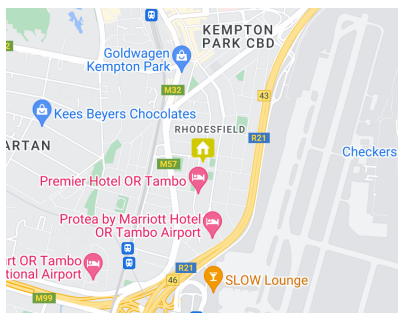 KEMPTON
PARK CBD
Goldwagen
Kempton Park
M32
43
Kees Beyers Chocolates
RHODESFIELD
R21
ARTAN
Checkers
M57
Premier Hotel OR Tambo
Protea by Marriott Hotel
OR Tambo Airport
rt OR Tambo
tional Airport
R21
46
SLOW Lounge
M99